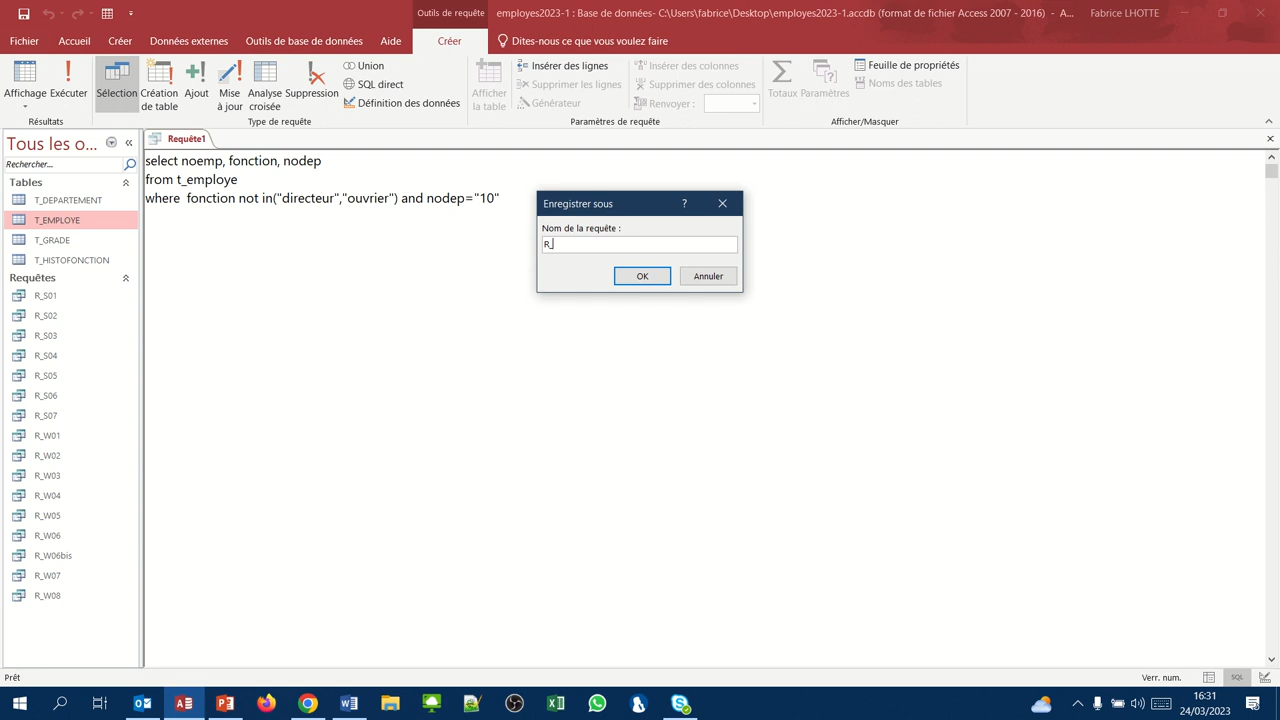 Outils de requête
employes2023-1 : Base de données- C:\Users\fabrice\Desktop\employes2023-1.accdb (format de fichier Access 2007 - 2016) - A...
Fabrice LHOTTE
Fichier Accueil Créer Données externes Outils de base de données Aide Créer Dites-nous ce que vous voulez faire
Affichage Exécuter
Résultats
Sélection Création de table Ajout Mise à jour Analyse croisée Suppression
Union
SQL direct
Définition des données
Type de requête
Afficher la table
Insérer des lignes
Supprimer les lignes
Générateur
Insérer des colonnes
Supprimer des colonnes
Renvoyer :
Paramètres de requête
Totaux Paramètres
Feuille de propriétés
Noms des tables
Afficher/Masquer
Tous les o...
Rechercher...
Tables
T_DEPARTEMENT
T_EMPLOYE
T_GRADE
T_HISTOFONCTION
Requêtes
R_S01
R_S02
R_S03
R_S04
R_S05
R_S06
R_S07
R_W01
R_W02
R_W03
R_W04
R_W05
R_W06
R_W06bis
R_W07
R_W08
Requête1
select noemp, fonction, nodep
from t_employe
where  fonction not in("directeur","ouvrier") and nodep="10"
Enregistrer sous ?
Nom de la requête :
R_
OK Annuler
Prêt
Verr. num. SQL
16:31
24/03/2023